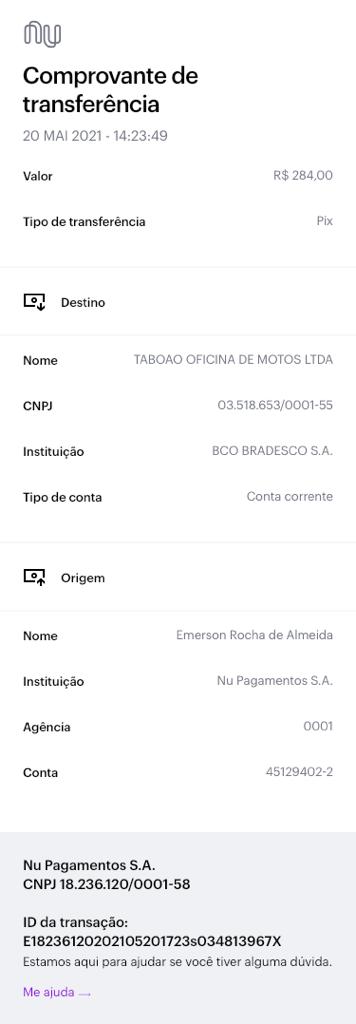 nu
Comprovante de
transferência
20 MAI 2021 - 14:23:49
Valor R$ 284,00
Tipo de transferência Pix
Destino
Nome TABOAO OFICINA DE MOTOS LTDA
CNPJ 03.518.653/0001-55
Instituição BCO BRADESCO S.A.
Tipo de conta Conta corrente
Origem
Nome Emerson Rocha de Almeida
Instituição Nu Pagamentos S.A.
Agência 0001
Conta 45129402-2
Nu Pagamentos S.A.
CNPJ 18.236.120/0001-58
ID da transação:
E18236120202105201723s034813967X
Estamos aqui para ajudar se você tiver alguma dúvida.
Me ajuda →